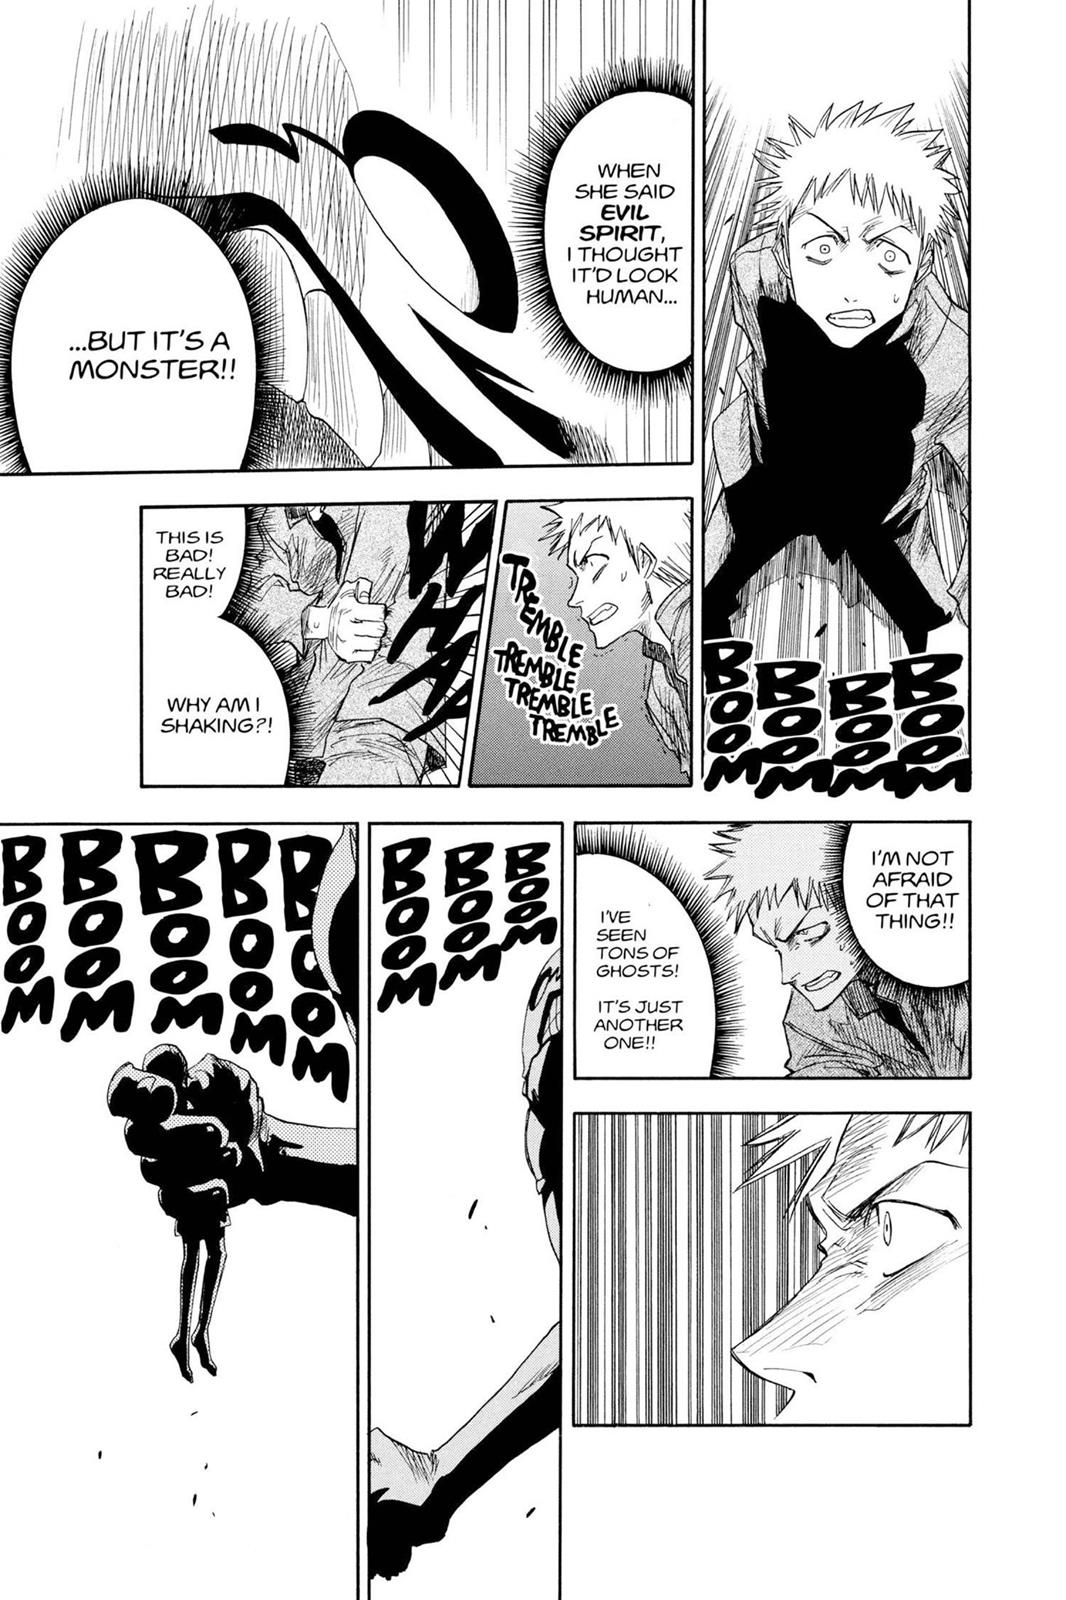 BOOM
BOOM
BOOM
BOOM
WHEN
SHE SAID
EVIL
SPIRIT,
I THOUGHT
IT'D LOOK
HUMAN...
...BUT IT'S A
MONSTER!!
TREMBLE
TREMBLE
TREMBLE
TREMBLE
THIS IS
BAD!
REALLY
BAD!
WHY AM I
SHAKING?!
I'M NOT
AFRAID
OF THAT
THING!!
I'VE
SEEN
TONS OF
GHOSTS!
IT'S JUST
ANOTHER
ONE!!
BOOM
BOOM
BOOM
BOOM
BOOM
BOOM
BOOM
BOOM